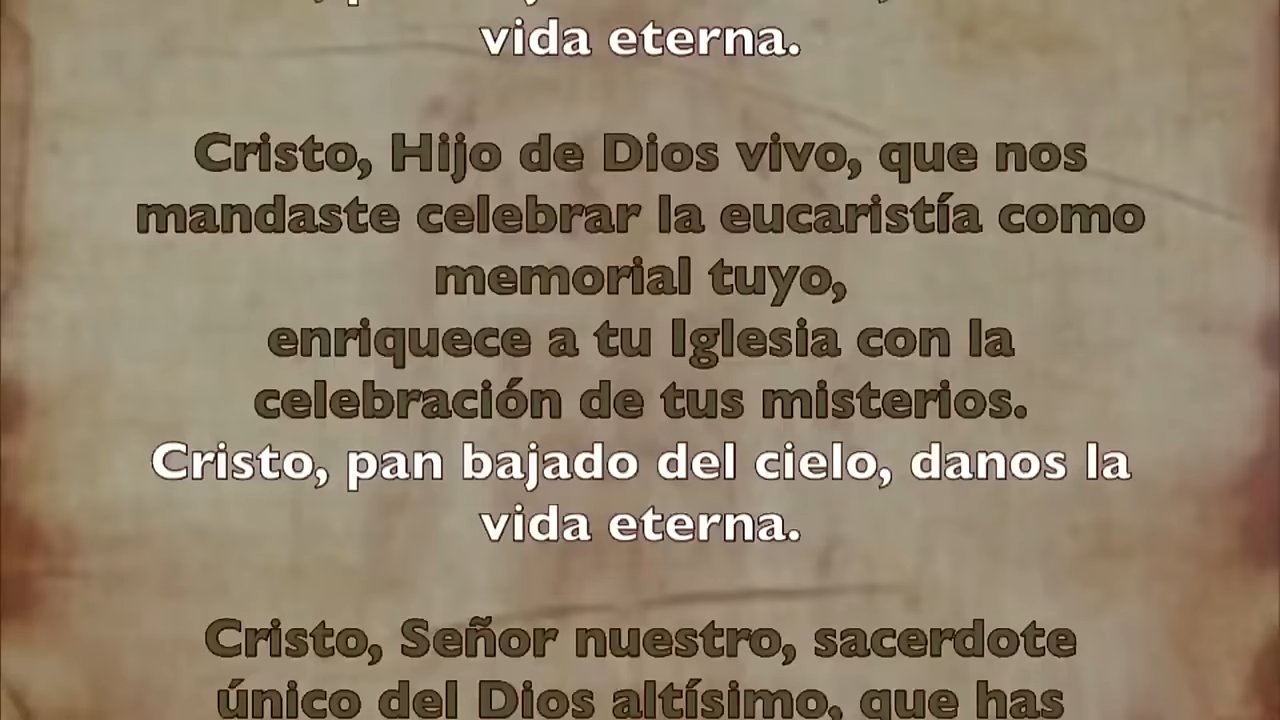 vida eterna.
Cristo, Hijo de Dios vivo, que nos
mandaste celebrar la eucaristía como
memorial tuyo,
enriquece a tu Iglesia con la
celebración de tus misterios.
Cristo, pan bajado del cielo, danos la
vida eterna.
Cristo, Señor nuestro, sacerdote
único del Dios altísimo, que has